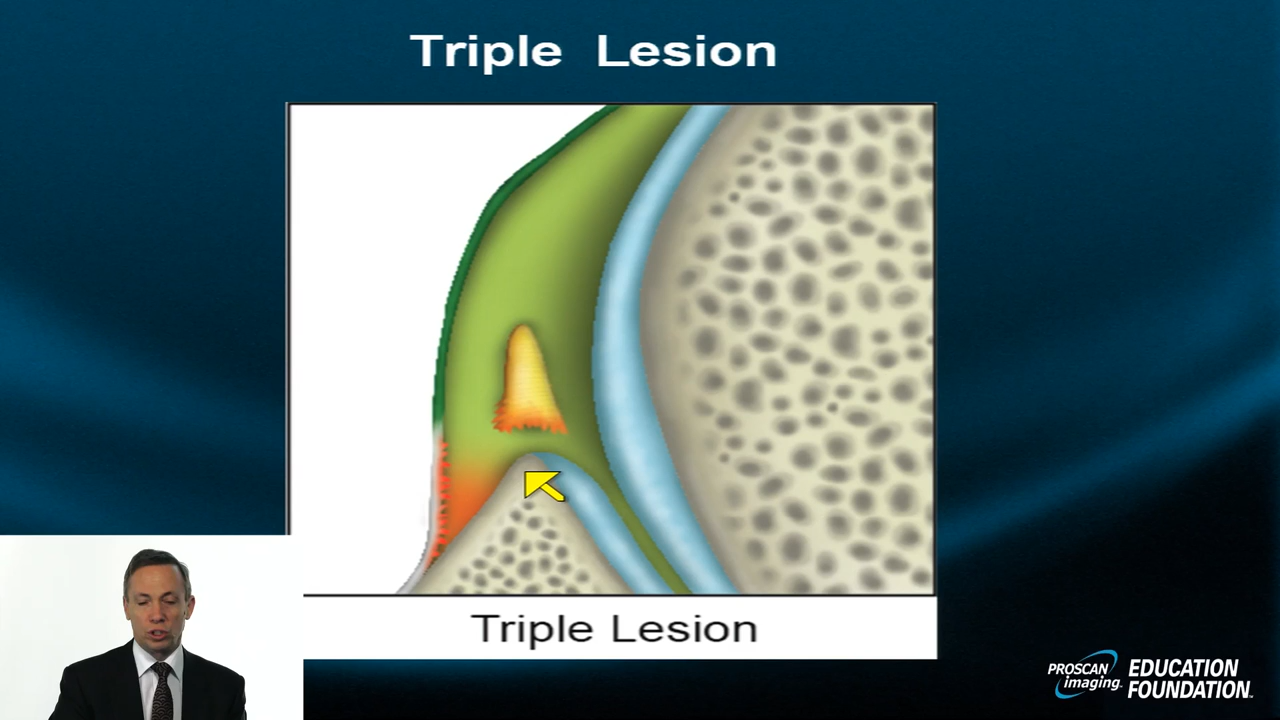 Triple Lesion
Triple Lesion
PROSCAN
imaging
EDUCATION
FOUNDATION